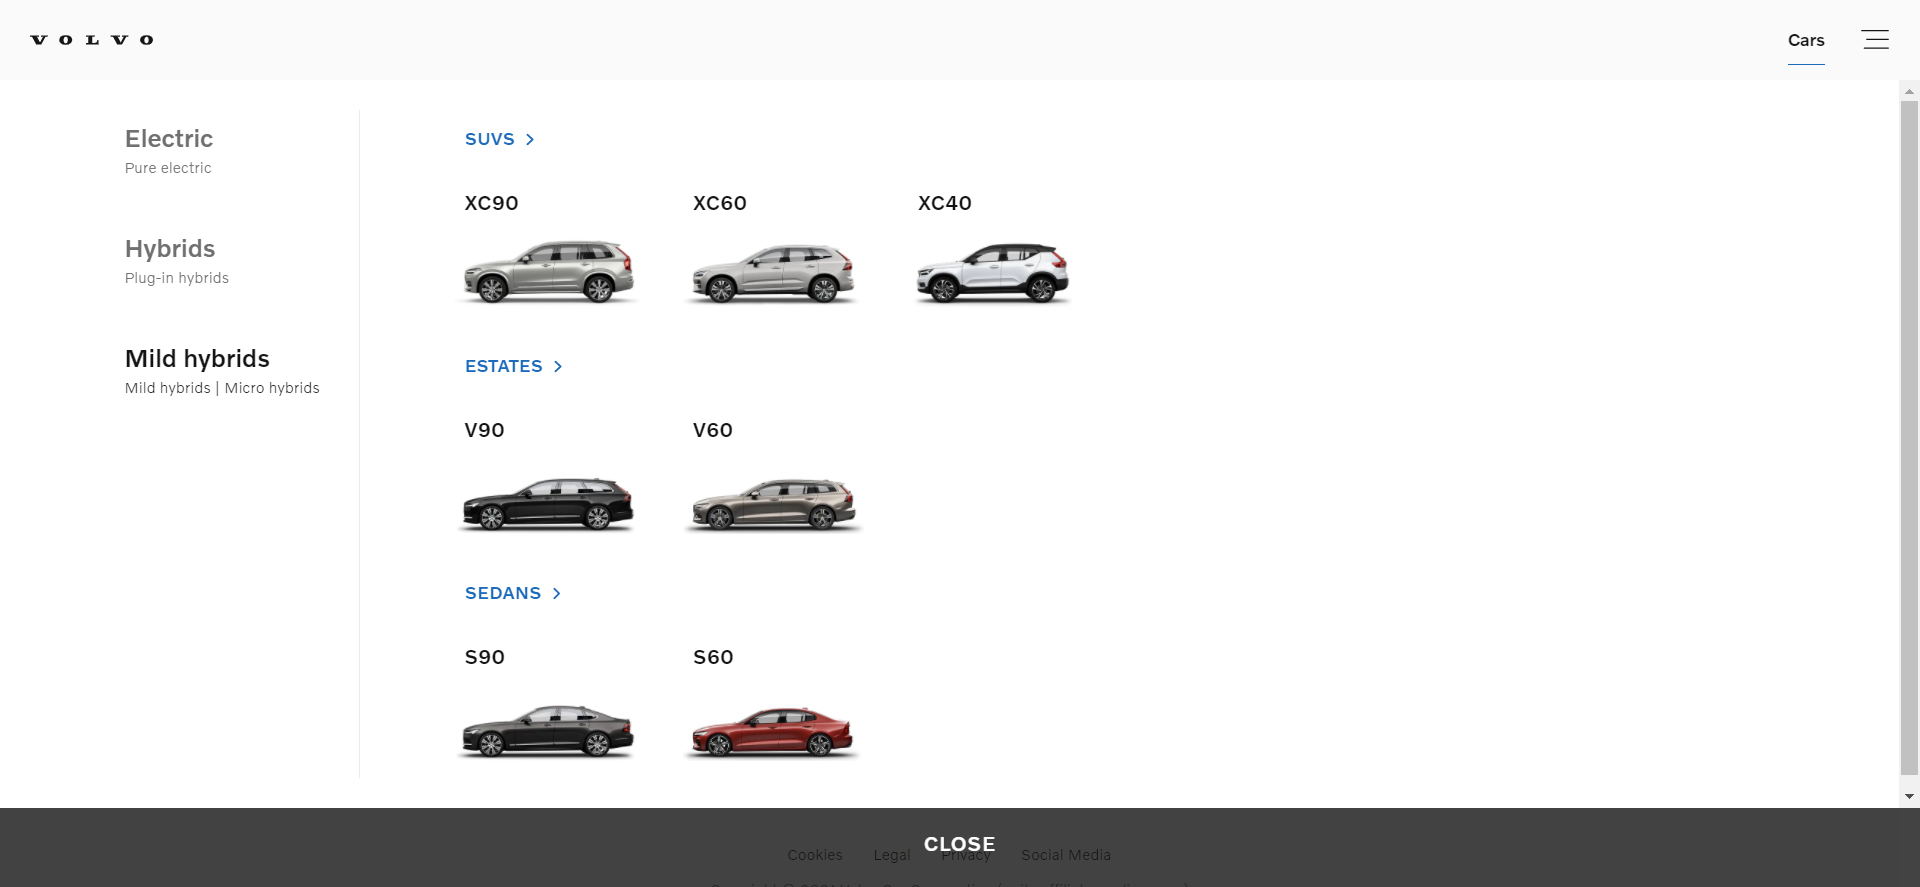 VOLVO
Cars
Electric
Pure electric
Hybrids
Plug-in hybrids
Mild hybrids
Mild hybrids | Micro hybrids
SUVS
XC90
XC60
XC40
ESTATES
V90
V60
SEDANS
S90
S60
CLOSE
Cookies
Legal
Privacy
Social Media